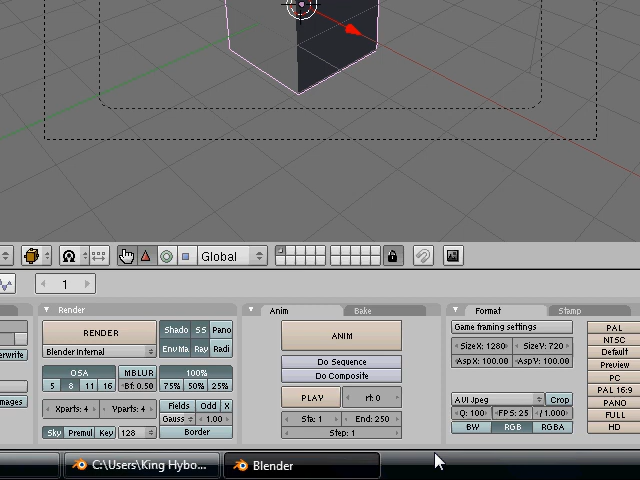 Global
1
Render
Anim
Bake
Format
Stamp
RENDER
Blender Internal
Shado
SS
Pano
EnvMa
Ray
Radi
ANIM
Game framing settings
SizeX: 1280
SizeY: 720
AspX: 100.00
AspY: 100.00
PAL
NTSC
Default
Preview
PC
PAL 16:9
PANO
FULL
HD
erwrite
OSA
MBLUR
100%
5
8
11
16
Bf: 0.50
75%
50%
25%
Do Sequence
Do Composite
PLAY
rt: 0
AVI Jpeg
Crop
mages
Xparts: 4
Yparts: 4
Fields
Odd
X
Gauss
1.00
Sta: 1
End: 250
Q: 100
FPS: 25
/ 1.000
Sky
Premul
Key
128
Border
Step: 1
BW
RGB
RGBA
C:\Users\King Hybo...
Blender